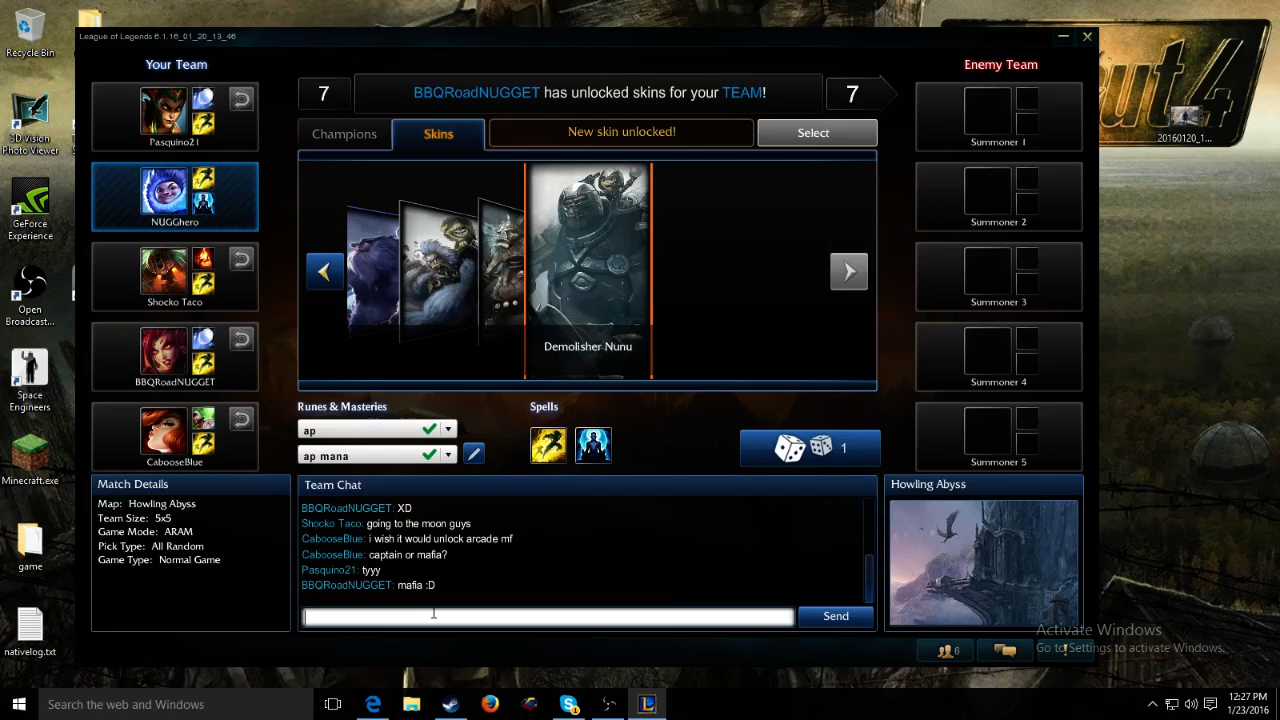 Recycle Bin
3D Vision
Photo Viewer
GeForce
Experience
Open
Broadcast...
Space
Engineers
Minecraft.exe
game
nativelog.txt
League of Legends 6.1.16_01_20_13_46
Your Team
Pasquino21
NUGGhero
Shocko Taco
BBQRoadNUGGET
CabooseBlue
7
BBQRoadNUGGET has unlocked skins for your TEAM!
7
Champions
Skins
New skin unlocked!
Select
Demolisher Nunu
Runes & Masteries
ap
ap mana
Spells
1
Enemy Team
Summoner 1
Summoner 2
Summoner 3
Summoner 4
Summoner 5
Match Details
Map: Howling Abyss
Team Size: 5x5
Game Mode: ARAM
Pick Type: All Random
Game Type: Normal Game
Team Chat
BBQRoadNUGGET: XD
Shocko Taco: going to the moon guys
CabooseBlue: i wish it would unlock arcade mf
CabooseBlue: captain or mafia?
Pasquino21: tyyy
BBQRoadNUGGET: mafia :D
Send
Howling Abyss
6
20160120_1...
Activate Windows
Go to Settings to activate Windows.
Search the web and Windows
12:27 PM
1/23/2016